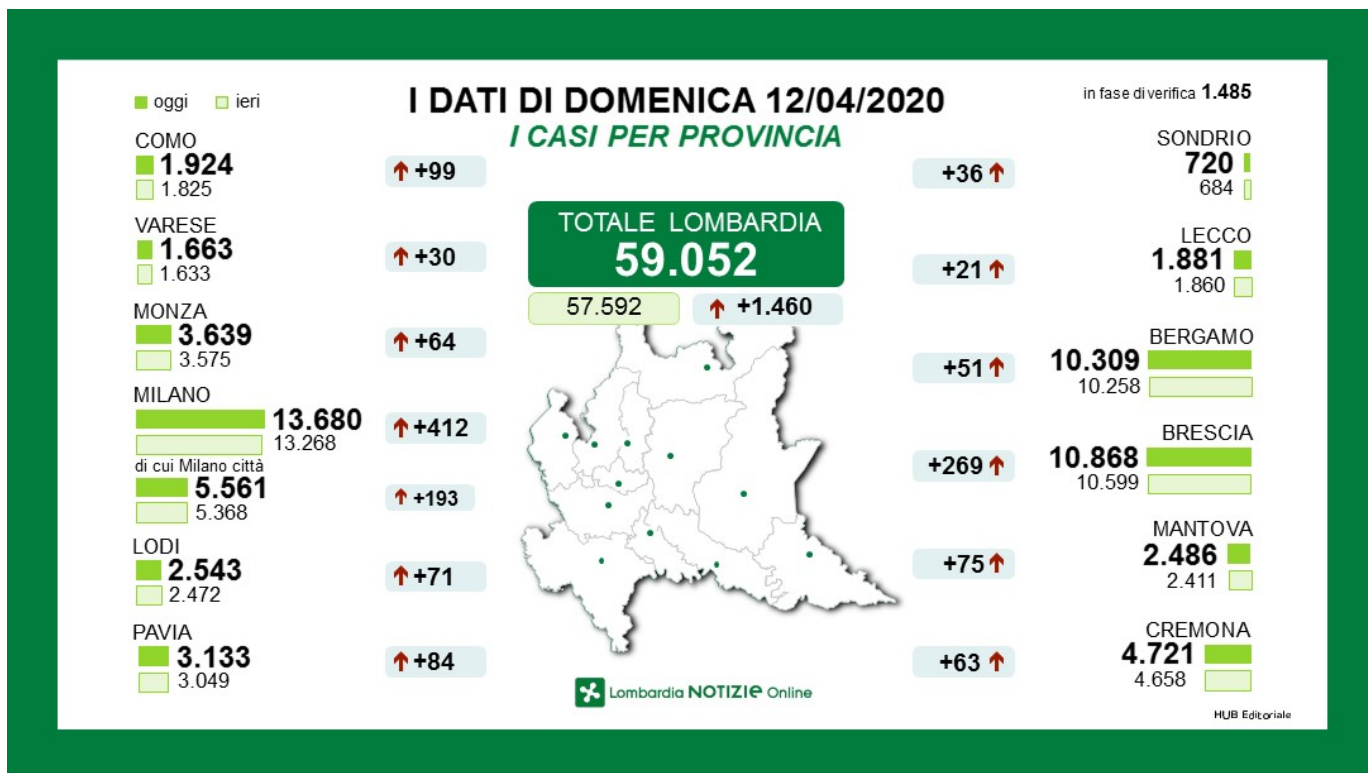 I DATI DI DOMENICA 12/04/2020
I CASI PER PROVINCIA
oggi ieri
in fase di verifica 1.485
COMO
1.924
1.825
+99
VARESE
1.663
1.633
+30
MONZA
3.639
3.575
+64
MILANO
13.680
13.268
+412
di cui Milano città
5.561
5.368
+193
LODI
2.543
2.472
+71
PAVIA
3.133
3.049
+84
TOTALE LOMBARDIA
59.052
57.592
+1.460
SONDRIO
+36
720
684
LECCO
+21
1.881
1.860
BERGAMO
+51
10.309
10.258
BRESCIA
+269
10.868
10.599
MANTOVA
+75
2.486
2.411
CREMONA
+63
4.721
4.658
Lombardia NOTIZIe Online
HUB Editoriale